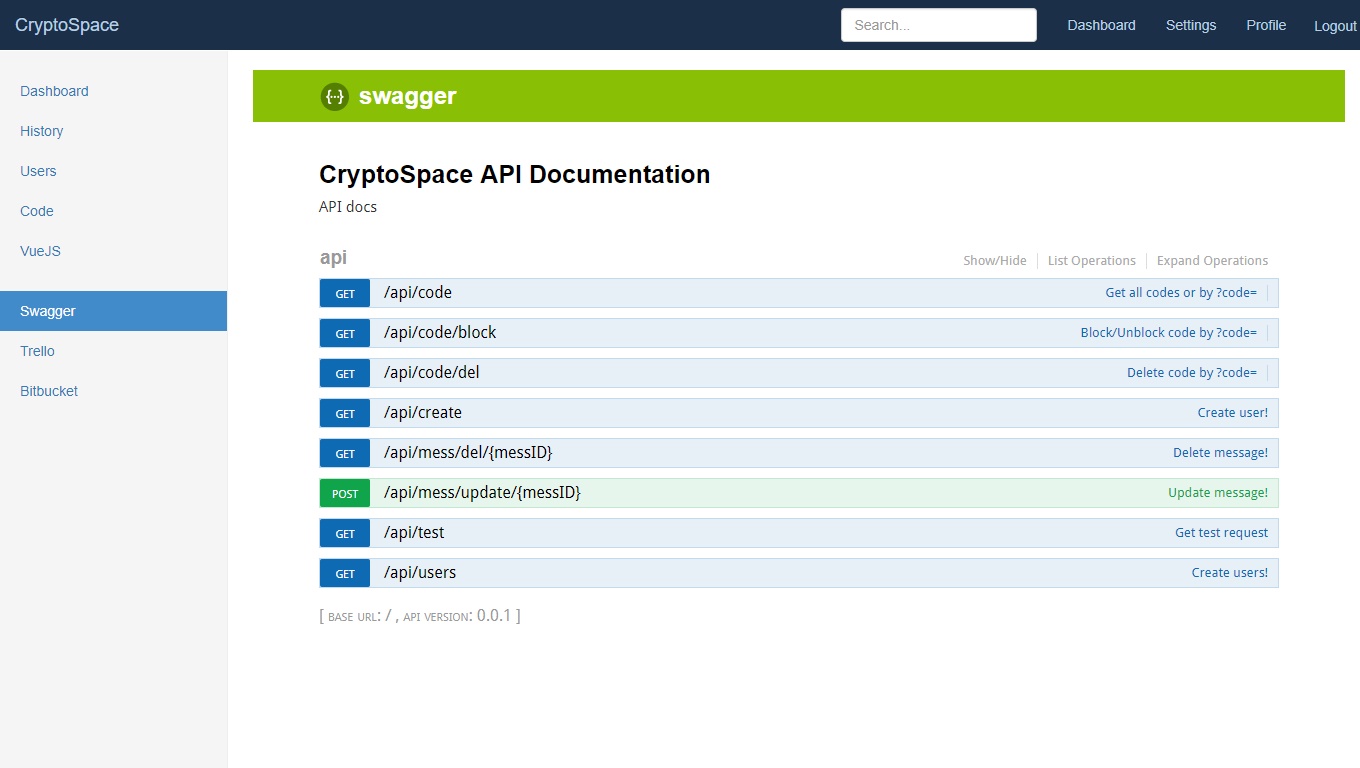 CryptoSpace
Search...
Dashboard
Settings
Profile
Logout
Dashboard
History
Users
Code
VueJS
Swagger
Trello
Bitbucket
{···} swagger
CryptoSpace API Documentation
API docs
api
Show/Hide
List Operations
Expand Operations
GET /api/code Get all codes or by ?code=
GET /api/code/block Block/Unblock code by ?code=
GET /api/code/del Delete code by ?code=
GET /api/create Create user!
GET /api/mess/del/{messID} Delete message!
POST /api/mess/update/{messID} Update message!
GET /api/test Get test request
GET /api/users Create users!
[ BASE URL: / , API VERSION: 0.0.1 ]